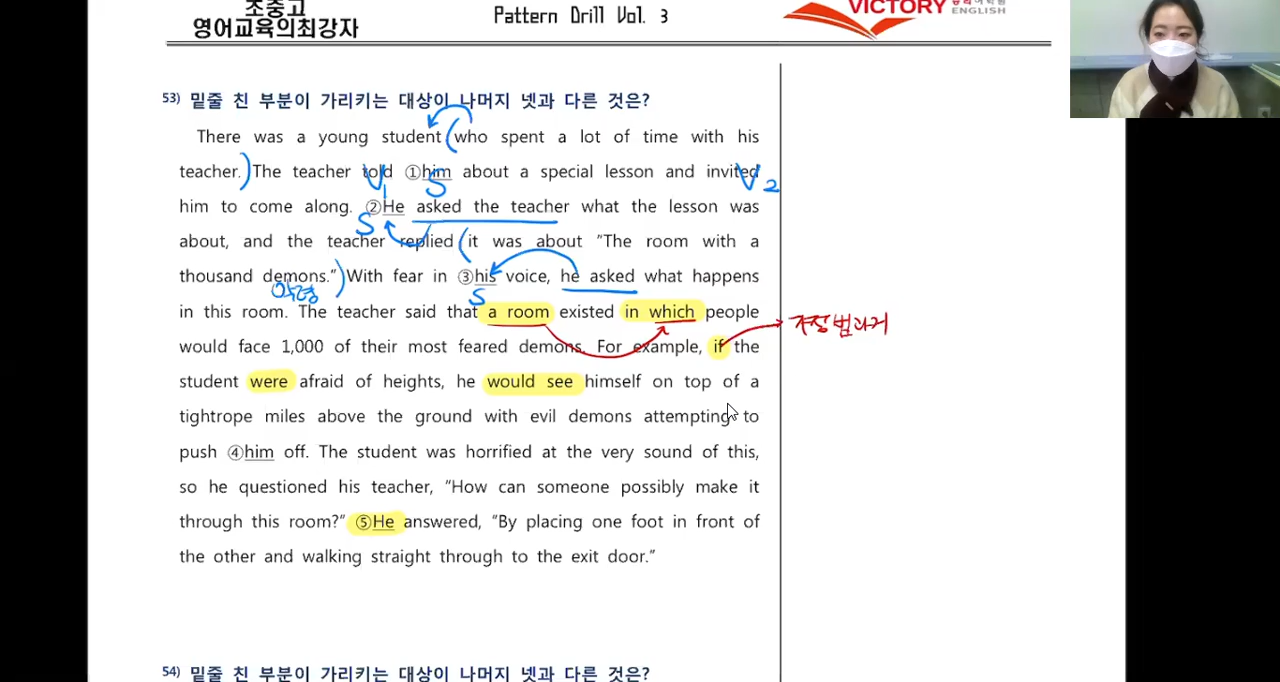 조중고
영어교육의최강자
Pattern Drill Vol. 3
VICTORY
ENGLISH
53) 밑줄 친 부분이 가리키는 대상이 나머지 넷과 다른 것은?
There was a young student (who spent a lot of time with his
teacher.) The teacher told ①him about a special lesson and invited
V1 S V2
him to come along. ②He asked the teacher what the lesson was
S
about, and the teacher replied (it was about “The room with a
thousand demons.”) With fear in ③his voice, he asked what happens
악령 S
in this room. The teacher said that a room existed in which people
가정법과거
would face 1,000 of their most feared demons. For example, if the
student were afraid of heights, he would see himself on top of a
tightrope miles above the ground with evil demons attempting to
push ④him off. The student was horrified at the very sound of this,
so he questioned his teacher, “How can someone possibly make it
through this room?” ⑤He answered, “By placing one foot in front of
the other and walking straight through to the exit door.”
54) 밑줄 친 부분이 가리키는 대상이 나머지 넷과 다른 것은?